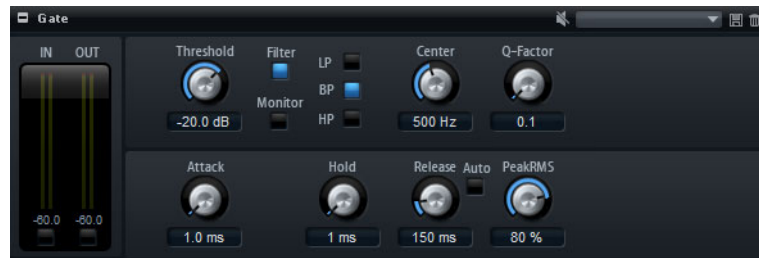 Gate
IN OUT
Threshold Filter LP Center Q-Factor
BP
Monitor
-20.0 dB HP 500 Hz 0.1
Attack Hold Release Auto PeakRMS
-60.0 -60.0
1.0 ms 1 ms 150 ms 80 %